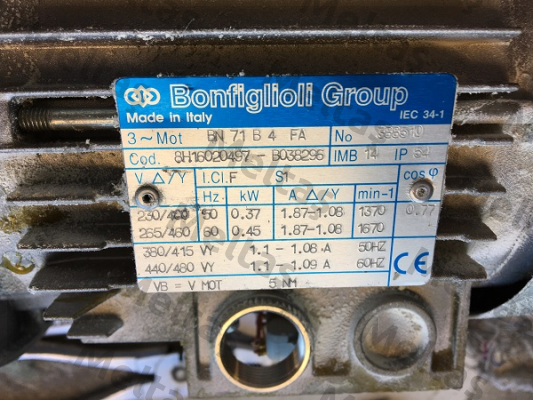 Bonfiglioli Group
Made in Italy IEC 34-1
3~Mot BN 71 B 4 FA No
Cod. 8H16020497 B038296 IMB 14 IP
V △/YY I.Cl.F S1 cos φ
Hz kW A △/Y min-1
230/400 50 0.37 1.87-1.08 1370 0.77
265/460 60 0.45 1.87-1.08 1670
380/415 VY 1.1 - 1.08 A 50HZ
440/480 VY 1.1 - 1.09 A 60HZ
VB = V MOT 5 NM
CE